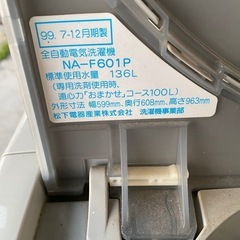 99. 7-12月期製
全自動電気洗濯機
NA-F601P
標準使用水量 136L
(専用洗剤使用時、
遠心力「おまかせ」コース100L)
外形寸法 幅599mm、奥行608mm、高さ963mm
松下電器産業株式会社 洗濯機事業部